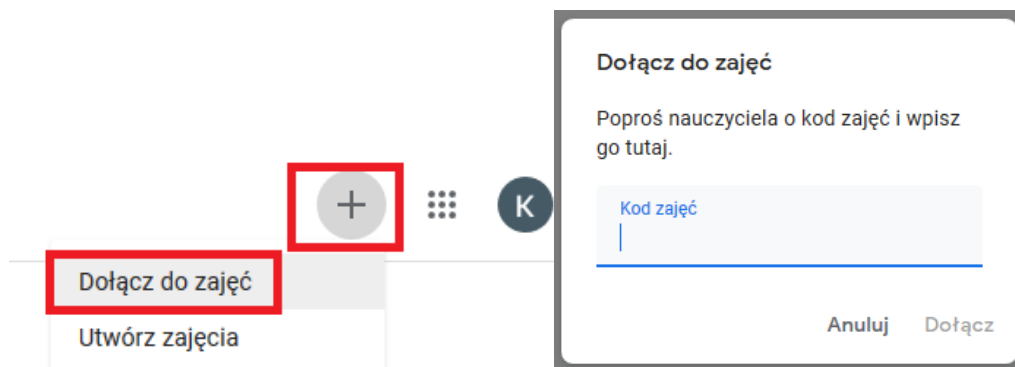 K
Dołącz do zajęć
Utwórz zajęcia
Dołącz do zajęć
Poproś nauczyciela o kod zajęć i wpisz
go tutaj.
Kod zajęć
Anuluj Dołącz